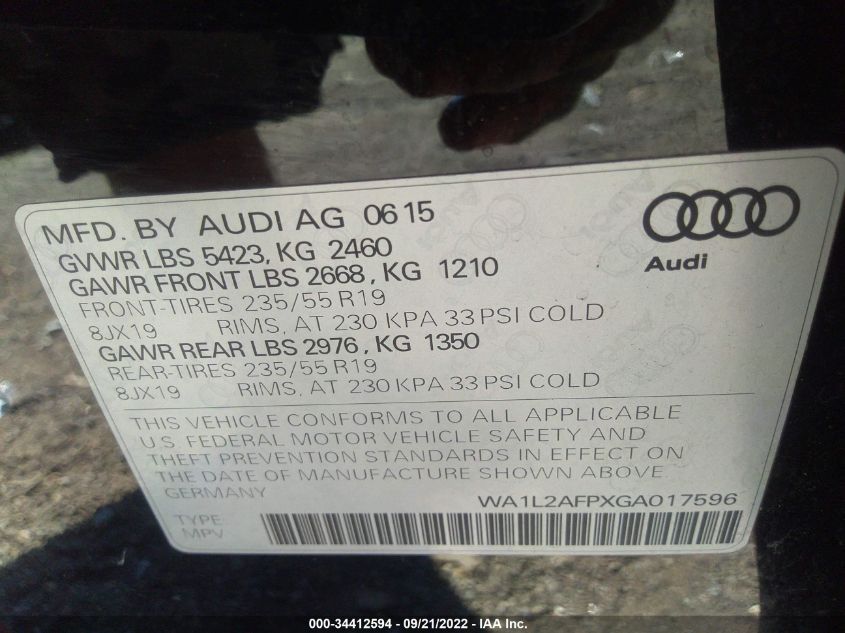 MFD. BY AUDI AG 0615
GVWR LBS 5423, KG 2460
GAWR FRONT LBS 2668, KG 1210
FRONT-TIRES 235/55 R19
8JX19 RIMS, AT 230 KPA 33 PSI COLD
GAWR REAR LBS 2976, KG 1350
REAR-TIRES 235/55 R19
8JX19 RIMS, AT 230 KPA 33 PSI COLD
Audi
THIS VEHICLE CONFORMS TO ALL APPLICABLE
U.S. FEDERAL MOTOR VEHICLE SAFETY AND
THEFT PREVENTION STANDARDS IN EFFECT ON
THE DATE OF MANUFACTURE SHOWN ABOVE.
GERMANY
WA1L2AFPXGA017596
TYPE:
MPV
000-34412594 - 09/21/2022 - IAA Inc.